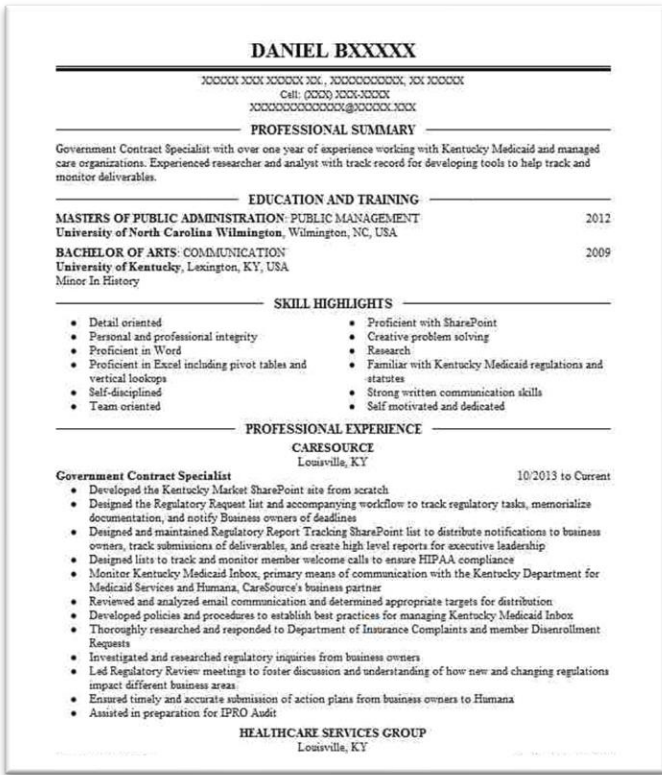 DANIEL BXXXXX
XXXXX XXX XXXXX XX., XXXXXXXXXX, XX XXXXX
Cell: (XXX) XXX-XXXX
XXXXXXXXXXXXX@XXXXX.XXX
PROFESSIONAL SUMMARY
Government Contract Specialist with over one year of experience working with Kentucky Medicaid and managed
care organizations. Experienced researcher and analyst with track record for developing tools to help track and
monitor deliverables.
EDUCATION AND TRAINING
MASTERS OF PUBLIC ADMINISTRATION: PUBLIC MANAGEMENT 2012
University of North Carolina Wilmington, Wilmington, NC, USA
BACHELOR OF ARTS: COMMUNICATION 2009
University of Kentucky, Lexington, KY, USA
Minor In History
SKILL HIGHLIGHTS
• Detail oriented
• Personal and professional integrity
• Proficient in Word
• Proficient in Excel including pivot tables and
vertical lookups
• Self-disciplined
• Team oriented
• Proficient with SharePoint
• Creative problem solving
• Research
• Familiar with Kentucky Medicaid regulations and
statutes
• Strong written communication skills
• Self motivated and dedicated
PROFESSIONAL EXPERIENCE
CARESOURCE
Louisville, KY
Government Contract Specialist 10/2013 to Current
• Developed the Kentucky Market SharePoint site from scratch
• Designed the Regulatory Request list and accompanying workflow to track regulatory tasks, memorialize
documentation, and notify Business owners of deadlines
• Designed and maintained Regulatory Report Tracking SharePoint list to distribute notifications to business
owners, track submissions of deliverables, and create high level reports for executive leadership
• Designed lists to track and monitor member welcome calls to ensure HIPAA compliance
• Monitor Kentucky Medicaid Inbox, primary means of communication with the Kentucky Department for
Medicaid Services and Humana, CareSource's business partner
• Reviewed and analyzed email communication and determined appropriate targets for distribution
• Developed policies and procedures to establish best practices for managing Kentucky Medicaid Inbox
• Thoroughly researched and responded to Department of Insurance Complaints and member Disenrollment
Requests
• Investigated and researched regulatory inquiries from business owners
• Led Regulatory Review meetings to foster discussion and understanding of how new and changing regulations
impact different business areas
• Ensured timely and accurate submission of action plans from business owners to Humana
• Assisted in preparation for IPRO Audit
HEALTHCARE SERVICES GROUP
Louisville, KY